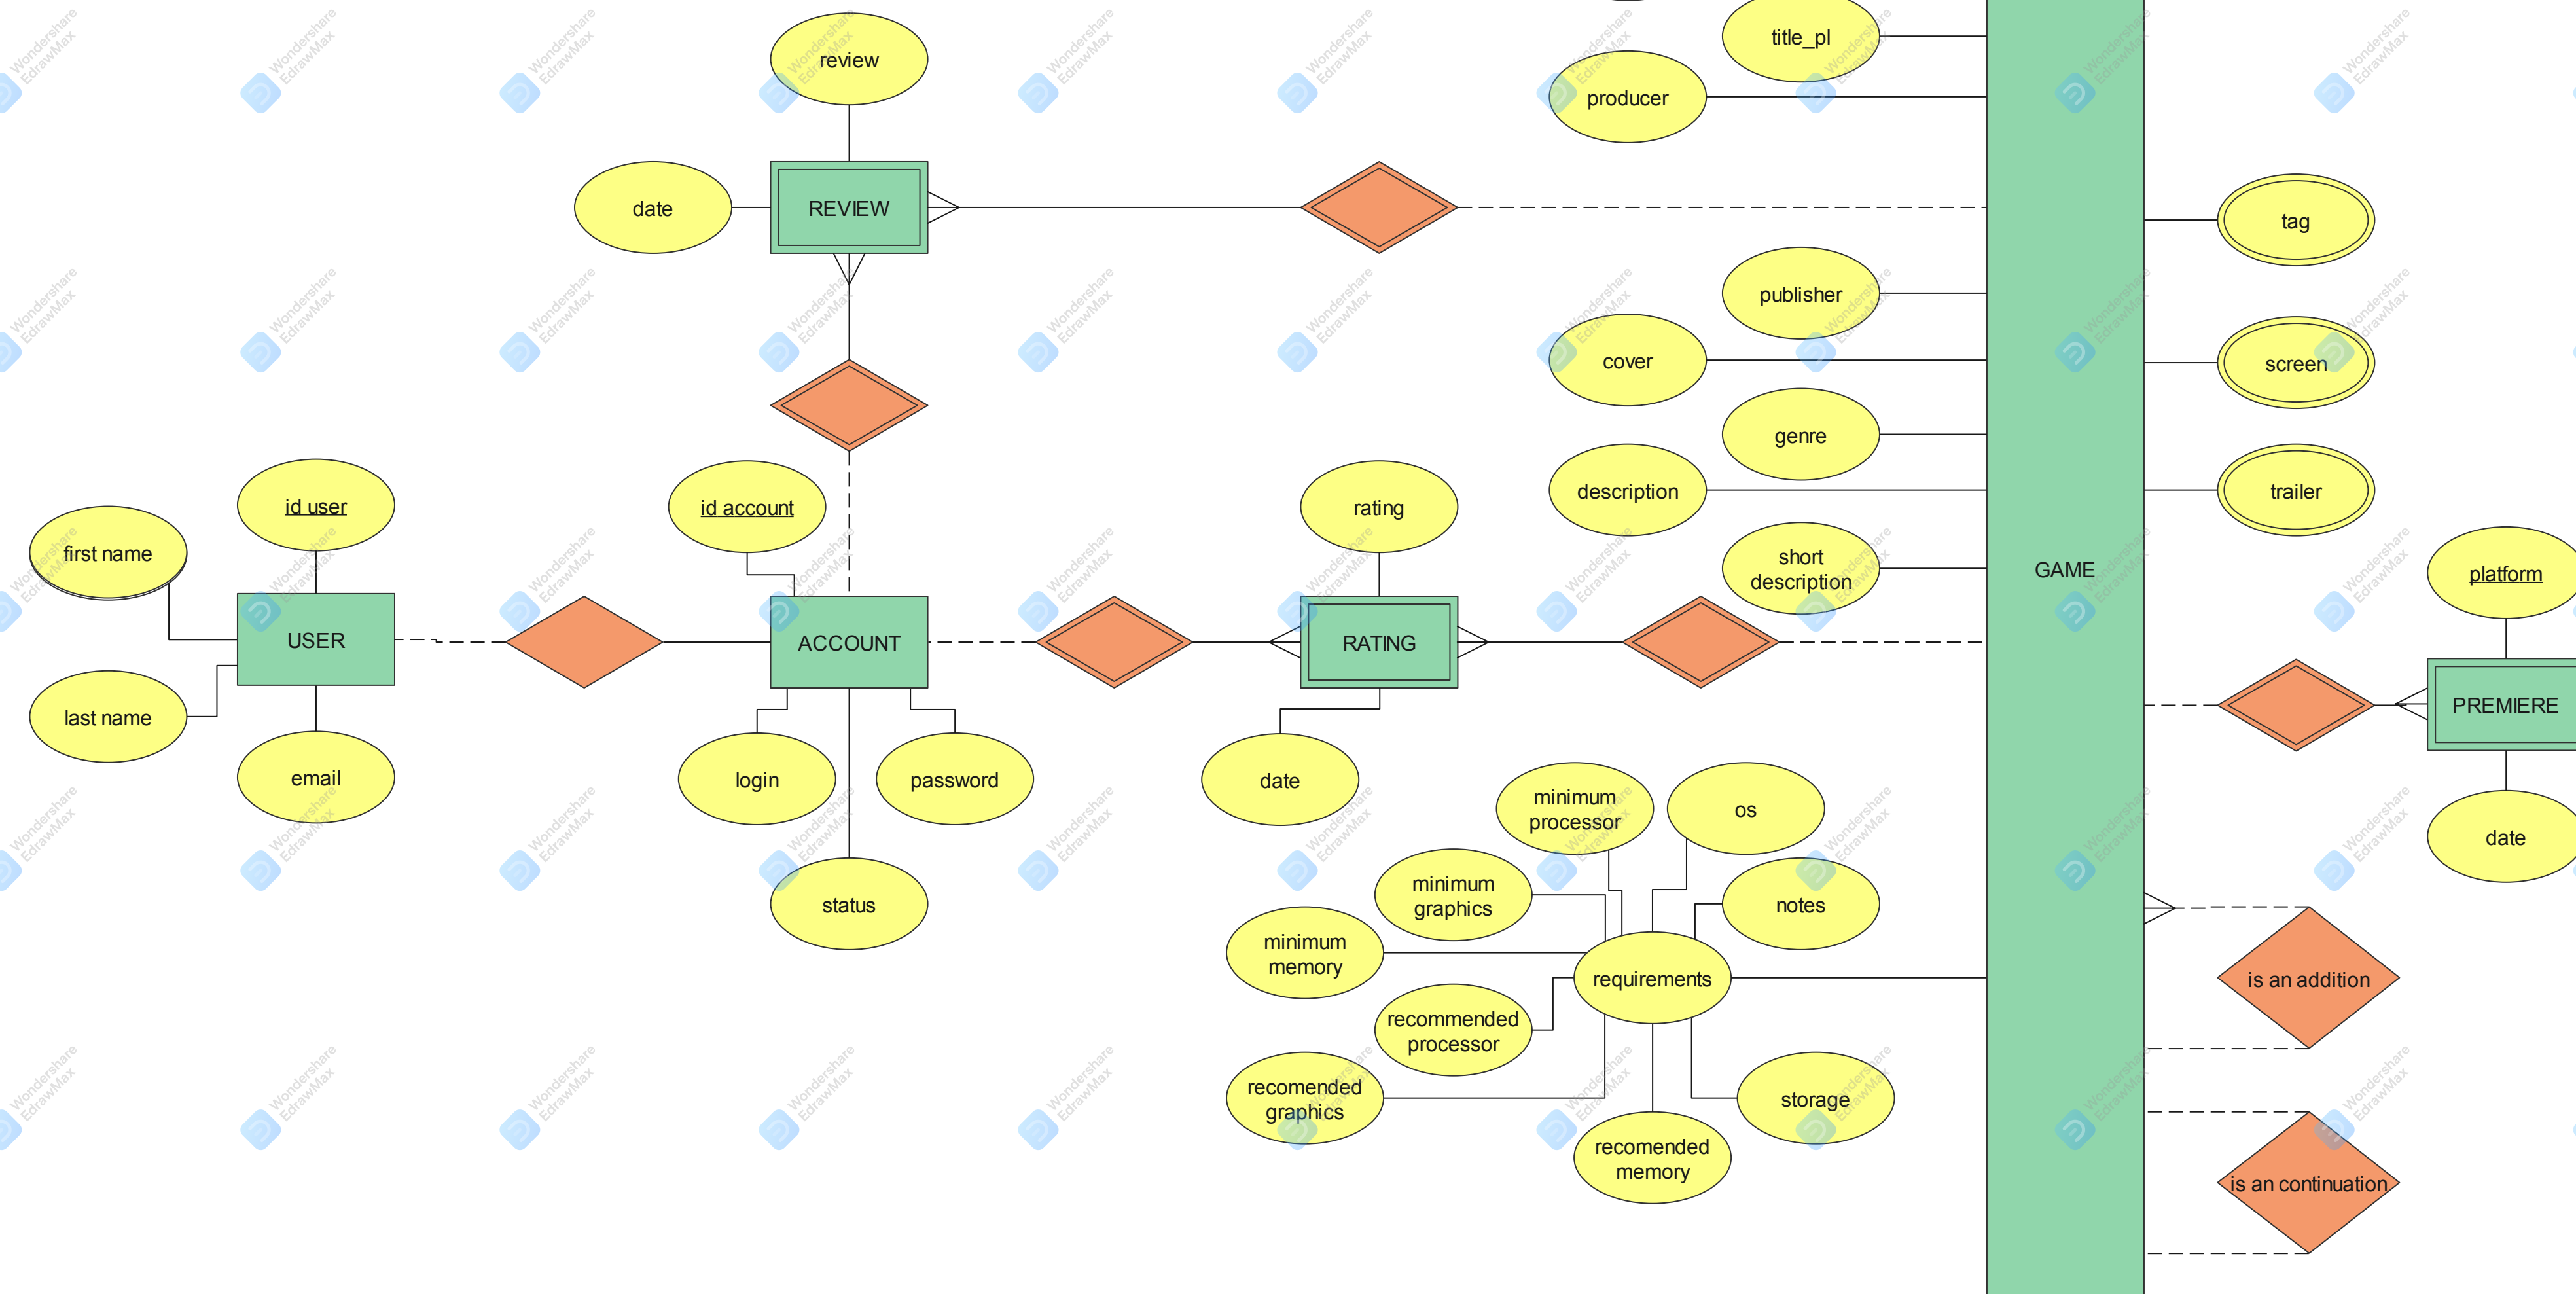 review
title_pl
producer
date
REVIEW
tag
publisher
cover
screen
genre
description
trailer
id user
id account
rating
first name
short
description
GAME
platform
USER
ACCOUNT
RATING
last name
PREMIERE
email
login
password
date
minimum
processor
os
date
minimum
graphics
status
notes
minimum
memory
requirements
is an addition
recommended
processor
recomended
graphics
storage
recomended
memory
is an continuation
Wondershare
EdrawMax